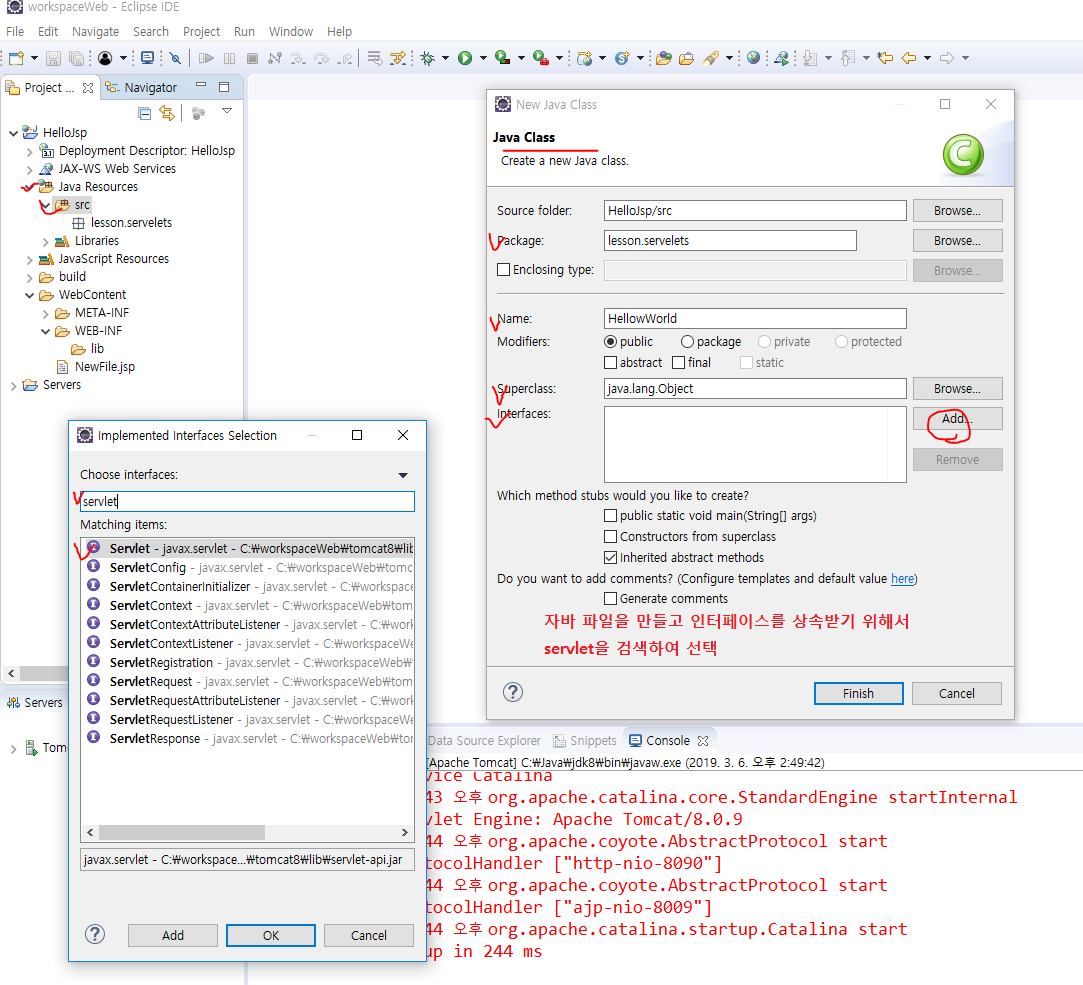 workspaceWeb - Eclipse IDE
File Edit Navigate Search Project Run Window Help
Project ... Navigator
HelloJsp
Deployment Descriptor: HelloJsp
JAX-WS Web Services
Java Resources
src
lesson.servelets
Libraries
JavaScript Resources
build
WebContent
META-INF
WEB-INF
lib
NewFile.jsp
Servers
Servers
Tom
New Java Class
Java Class
Create a new Java class.
Source folder: HelloJsp/src Browse...
Package: lesson.servelets Browse...
Enclosing type: Browse...
Name: HellowWorld
Modifiers: public package private protected
abstract final static
Superclass: java.lang.Object Browse...
Interfaces: Add...
Remove
Which method stubs would you like to create?
public static void main(String[] args)
Constructors from superclass
Inherited abstract methods
Do you want to add comments? (Configure templates and default value here)
Generate comments
자바 파일을 만들고 인터페이스를 상속받기 위해서
servlet을 검색하여 선택
Finish Cancel
Implemented Interfaces Selection
Choose interfaces:
servlet
Matching items:
Servlet - javax.servlet - C:₩workspaceWeb₩tomcat8₩lib
ServletConfig - javax.servlet - C:₩workspaceWeb₩tomc
ServletContainerInitializer - javax.servlet - C:₩workspac
ServletContext - javax.servlet - C:₩workspaceWeb₩tom
ServletContextAttributeListener - javax.servlet - C:₩work
ServletContextListener - javax.servlet - C:₩workspaceWe
ServletRegistration - javax.servlet - C:₩workspaceWeb₩
ServletRequest - javax.servlet - C:₩workspaceWeb₩tom
ServletRequestAttributeListener - javax.servlet - C:₩work
ServletRequestListener - javax.servlet - C:₩workspaceWe
ServletResponse - javax.servlet - C:₩workspaceWeb₩tor
javax.servlet - C:₩workspace...₩tomcat8₩lib₩servlet-api.jar
Add OK Cancel
Data Source Explorer Snippets Console
[Apache Tomcat] C:₩Java₩jdk8₩bin₩javaw.exe (2019. 3. 6. 오후 2:49:42)
vice Catalina
43 오후 org.apache.catalina.core.StandardEngine startInternal
vlet Engine: Apache Tomcat/8.0.9
44 오후 org.apache.coyote.AbstractProtocol start
tocolHandler ["http-nio-8090"]
44 오후 org.apache.coyote.AbstractProtocol start
tocolHandler ["ajp-nio-8009"]
44 오후 org.apache.catalina.startup.Catalina start
up in 244 ms